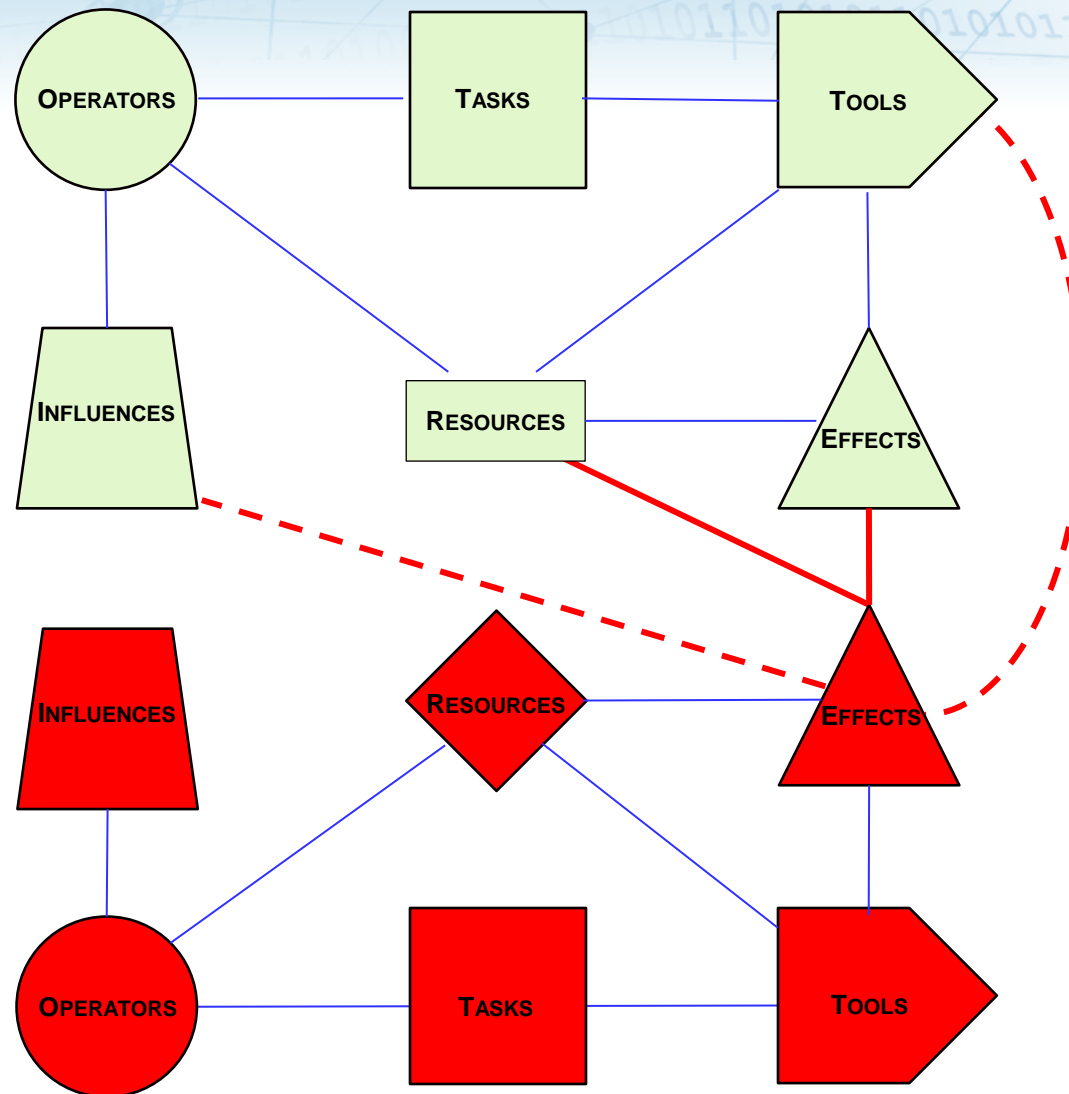 OPERATORS
TASKS
TOOLS
INFLUENCES
RESOURCES
EFFECTS
INFLUENCES
RESOURCES
EFFECTS
OPERATORS
TASKS
TOOLS